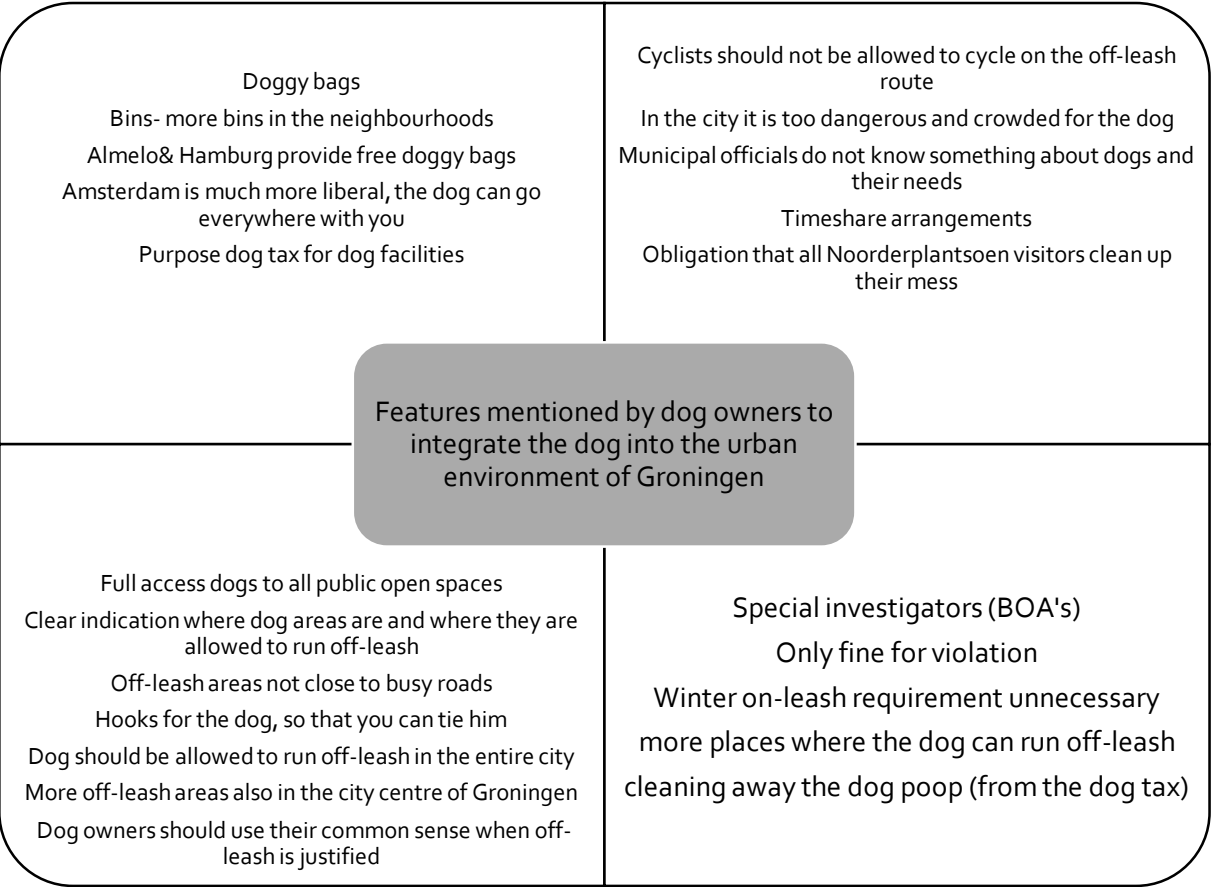 Doggy bags
Bins- more bins in the neighbourhoods
Almelo& Hamburg provide free doggy bags
Amsterdam is much more liberal, the dog can go
everywhere with you
Purpose dog tax for dog facilities
Cyclists should not be allowed to cycle on the off-leash
route
In the city it is too dangerous and crowded for the dog
Municipal officials do not know something about dogs and
their needs
Timeshare arrangements
Obligation that all Noorderplantsoen visitors clean up
their mess
Features mentioned by dog owners to
integrate the dog into the urban
environment of Groningen
Full access dogs to all public open spaces
Clear indication where dog areas are and where they are
allowed to run off-leash
Off-leash areas not close to busy roads
Hooks for the dog, so that you can tie him
Dog should be allowed to run off-leash in the entire city
More off-leash areas also in the city centre of Groningen
Dog owners should use their common sense when off-
leash is justified
Special investigators (BOA's)
Only fine for violation
Winter on-leash requirement unnecessary
more places where the dog can run off-leash
cleaning away the dog poop (from the dog tax)